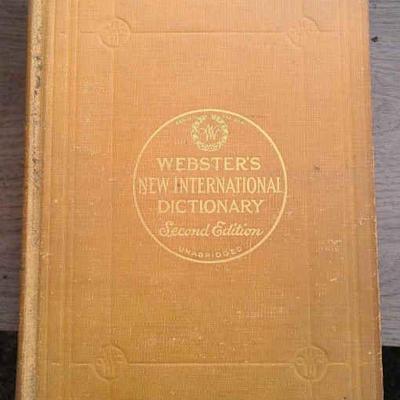 W
WEBSTER'S
NEW INTERNATIONAL
DICTIONARY
Second Edition
UNABRIDGED